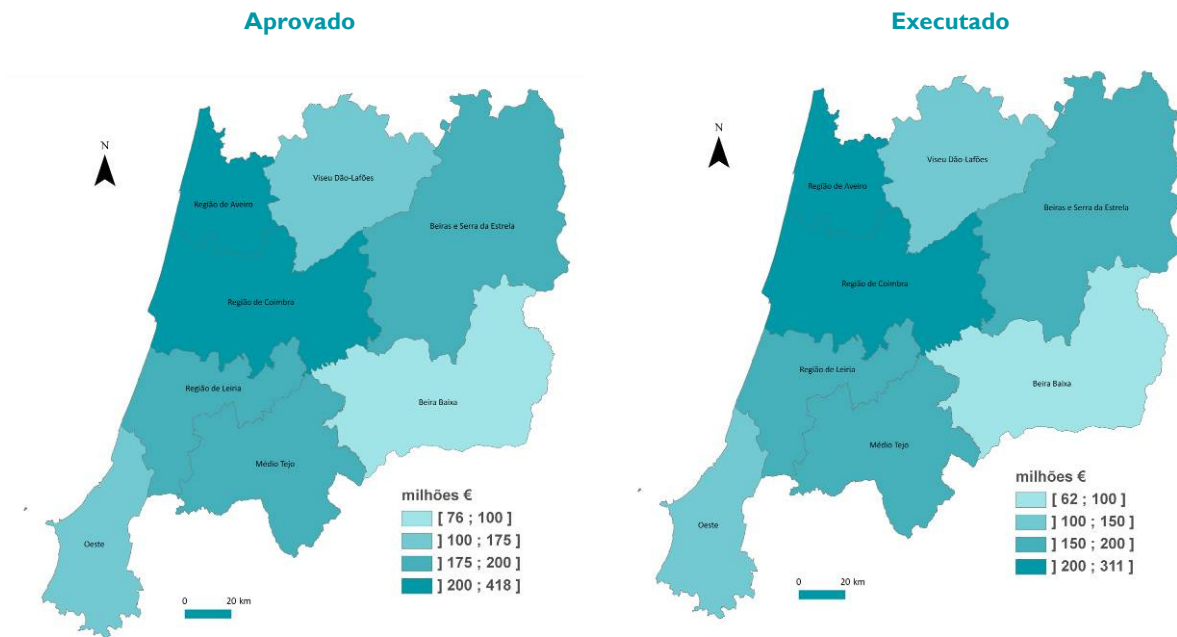 Aprovado
N
Viseu Dão-Lafões
Região de Aveiro
Beiras e Serra da Estrela
Região de Coimbra
Região de Leiria
Beira Baixa
Médio Tejo
Oeste
milhões €
[ 76 ; 100 ]
] 100 ; 175 ]
] 175 ; 200 ]
] 200 ; 418 ]
0 20 km
Executado
N
Viseu Dão-Lafões
Região de Aveiro
Beiras e Serra da Estrela
Região de Coimbra
Região de Leiria
Beira Baixa
Médio Tejo
Oeste
milhões €
[ 62 ; 100 ]
] 100 ; 150 ]
] 150 ; 200 ]
] 200 ; 311 ]
0 20 km